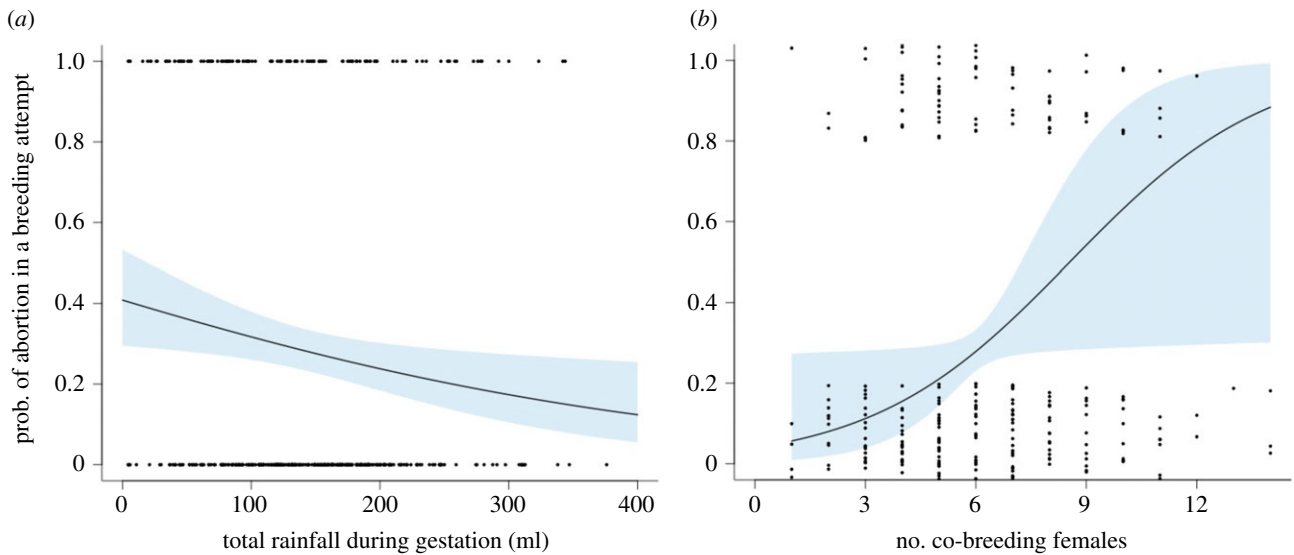 (a)
prob. of abortion in a breeding attempt
1.0
0.8
0.6
0.4
0.2
0
0 100 200 300 400
total rainfall during gestation (ml)
(b)
1.0
0.8
0.6
0.4
0.2
0
0 3 6 9 12
no. co-breeding females